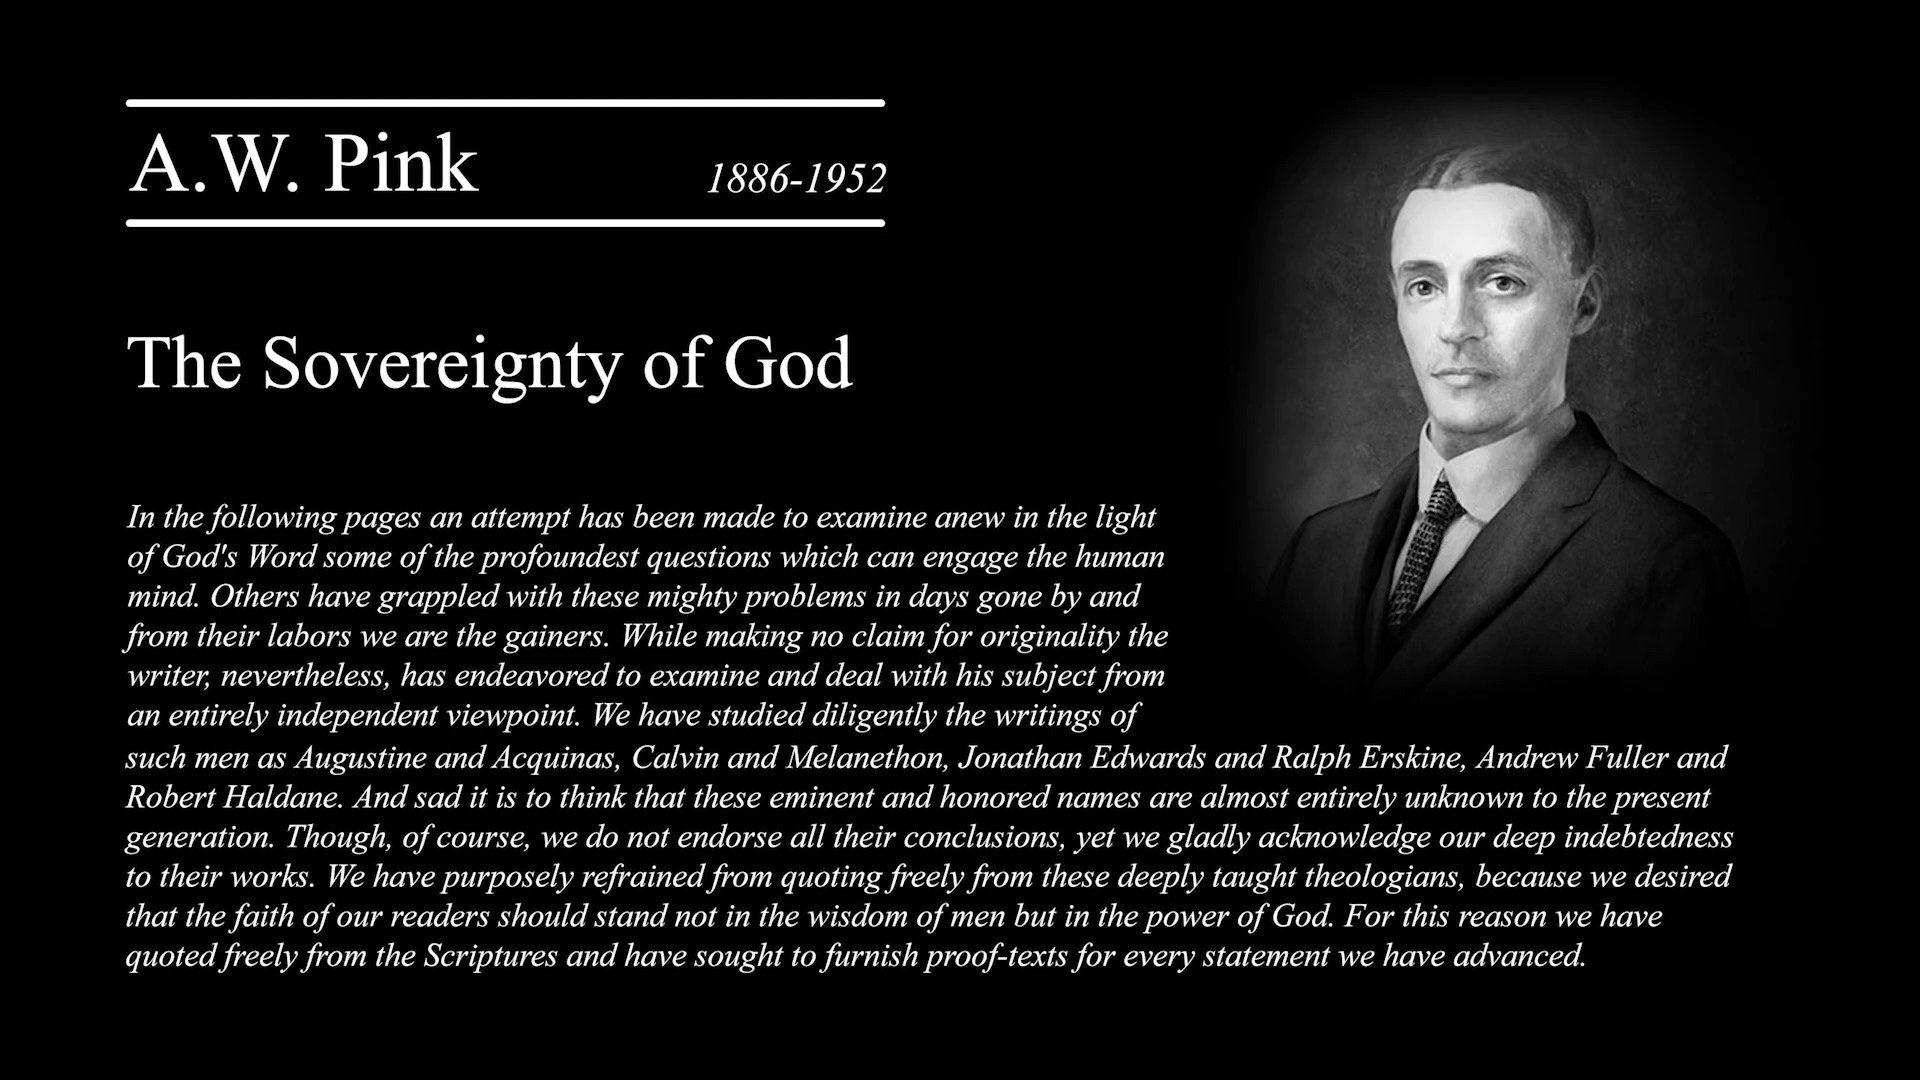 A.W. Pink 1886-1952
The Sovereignty of God
In the following pages an attempt has been made to examine anew in the light
of God's Word some of the profoundest questions which can engage the human
mind. Others have grappled with these mighty problems in days gone by and
from their labors we are the gainers. While making no claim for originality the
writer, nevertheless, has endeavored to examine and deal with his subject from
an entirely independent viewpoint. We have studied diligently the writings of
such men as Augustine and Acquinas, Calvin and Melanethon, Jonathan Edwards and Ralph Erskine, Andrew Fuller and
Robert Haldane. And sad it is to think that these eminent and honored names are almost entirely unknown to the present
generation. Though, of course, we do not endorse all their conclusions, yet we gladly acknowledge our deep indebtedness
to their works. We have purposely refrained from quoting freely from these deeply taught theologians, because we desired
that the faith of our readers should stand not in the wisdom of men but in the power of God. For this reason we have
quoted freely from the Scriptures and have sought to furnish proof-texts for every statement we have advanced.